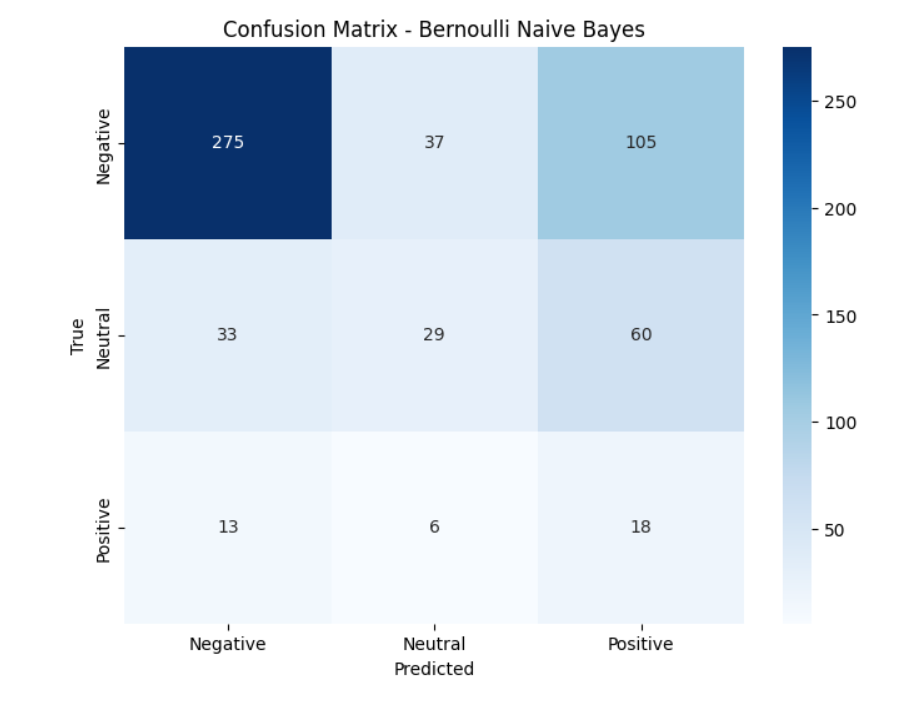 Confusion Matrix - Bernoulli Naive Bayes
True
Negative
275
37
105
Neutral
33
29
60
Positive
13
6
18
Negative
Neutral
Positive
Predicted
250
200
150
100
50